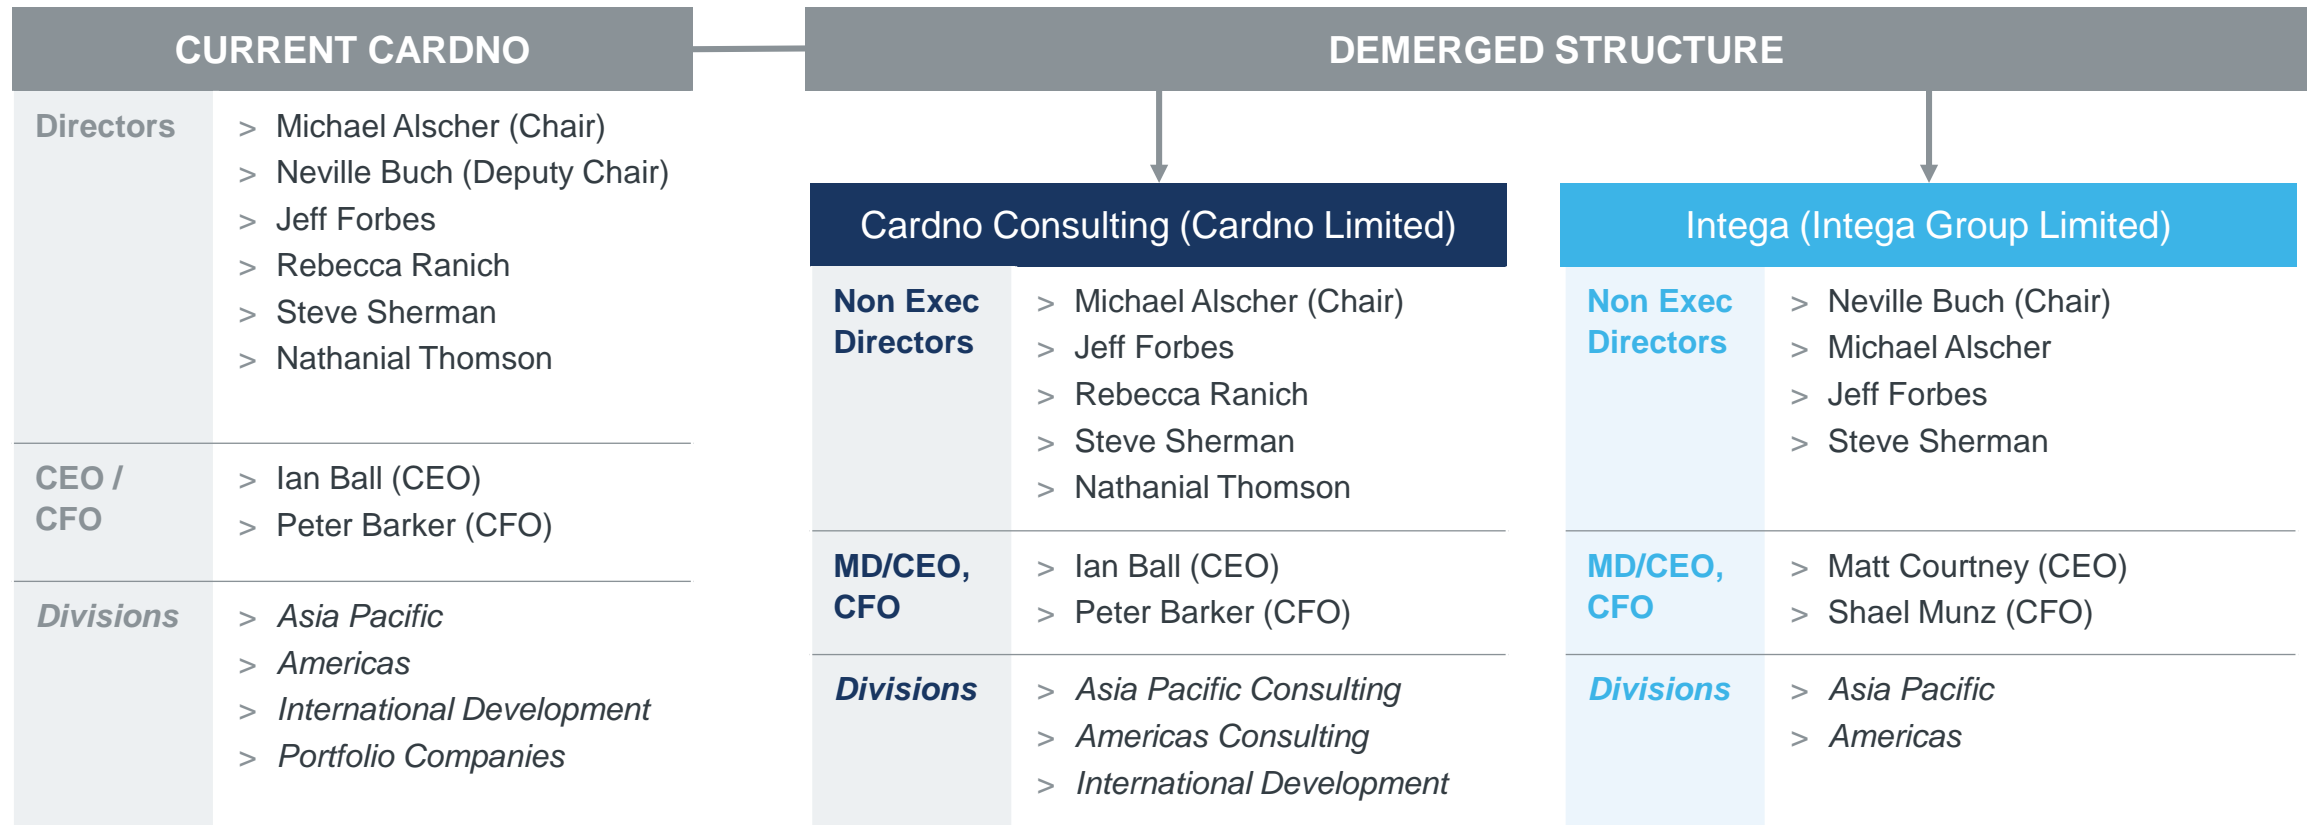 CURRENT CARDNO
Directors
> Michael Alscher (Chair)
> Neville Buch (Deputy Chair)
> Jeff Forbes
> Rebecca Ranich
> Steve Sherman
> Nathanial Thomson
CEO /
CFO
> Ian Ball (CEO)
> Peter Barker (CFO)
Divisions
> Asia Pacific
> Americas
> International Development
> Portfolio Companies
DEMERGED STRUCTURE
Cardno Consulting (Cardno Limited)
Non Exec
Directors
> Michael Alscher (Chair)
> Jeff Forbes
> Rebecca Ranich
> Steve Sherman
> Nathanial Thomson
MD/CEO,
CFO
> Ian Ball (CEO)
> Peter Barker (CFO)
Divisions
> Asia Pacific Consulting
> Americas Consulting
> International Development
Intega (Intega Group Limited)
Non Exec
Directors
> Neville Buch (Chair)
> Michael Alscher
> Jeff Forbes
> Steve Sherman
MD/CEO,
CFO
> Matt Courtney (CEO)
> Shael Munz (CFO)
Divisions
> Asia Pacific
> Americas